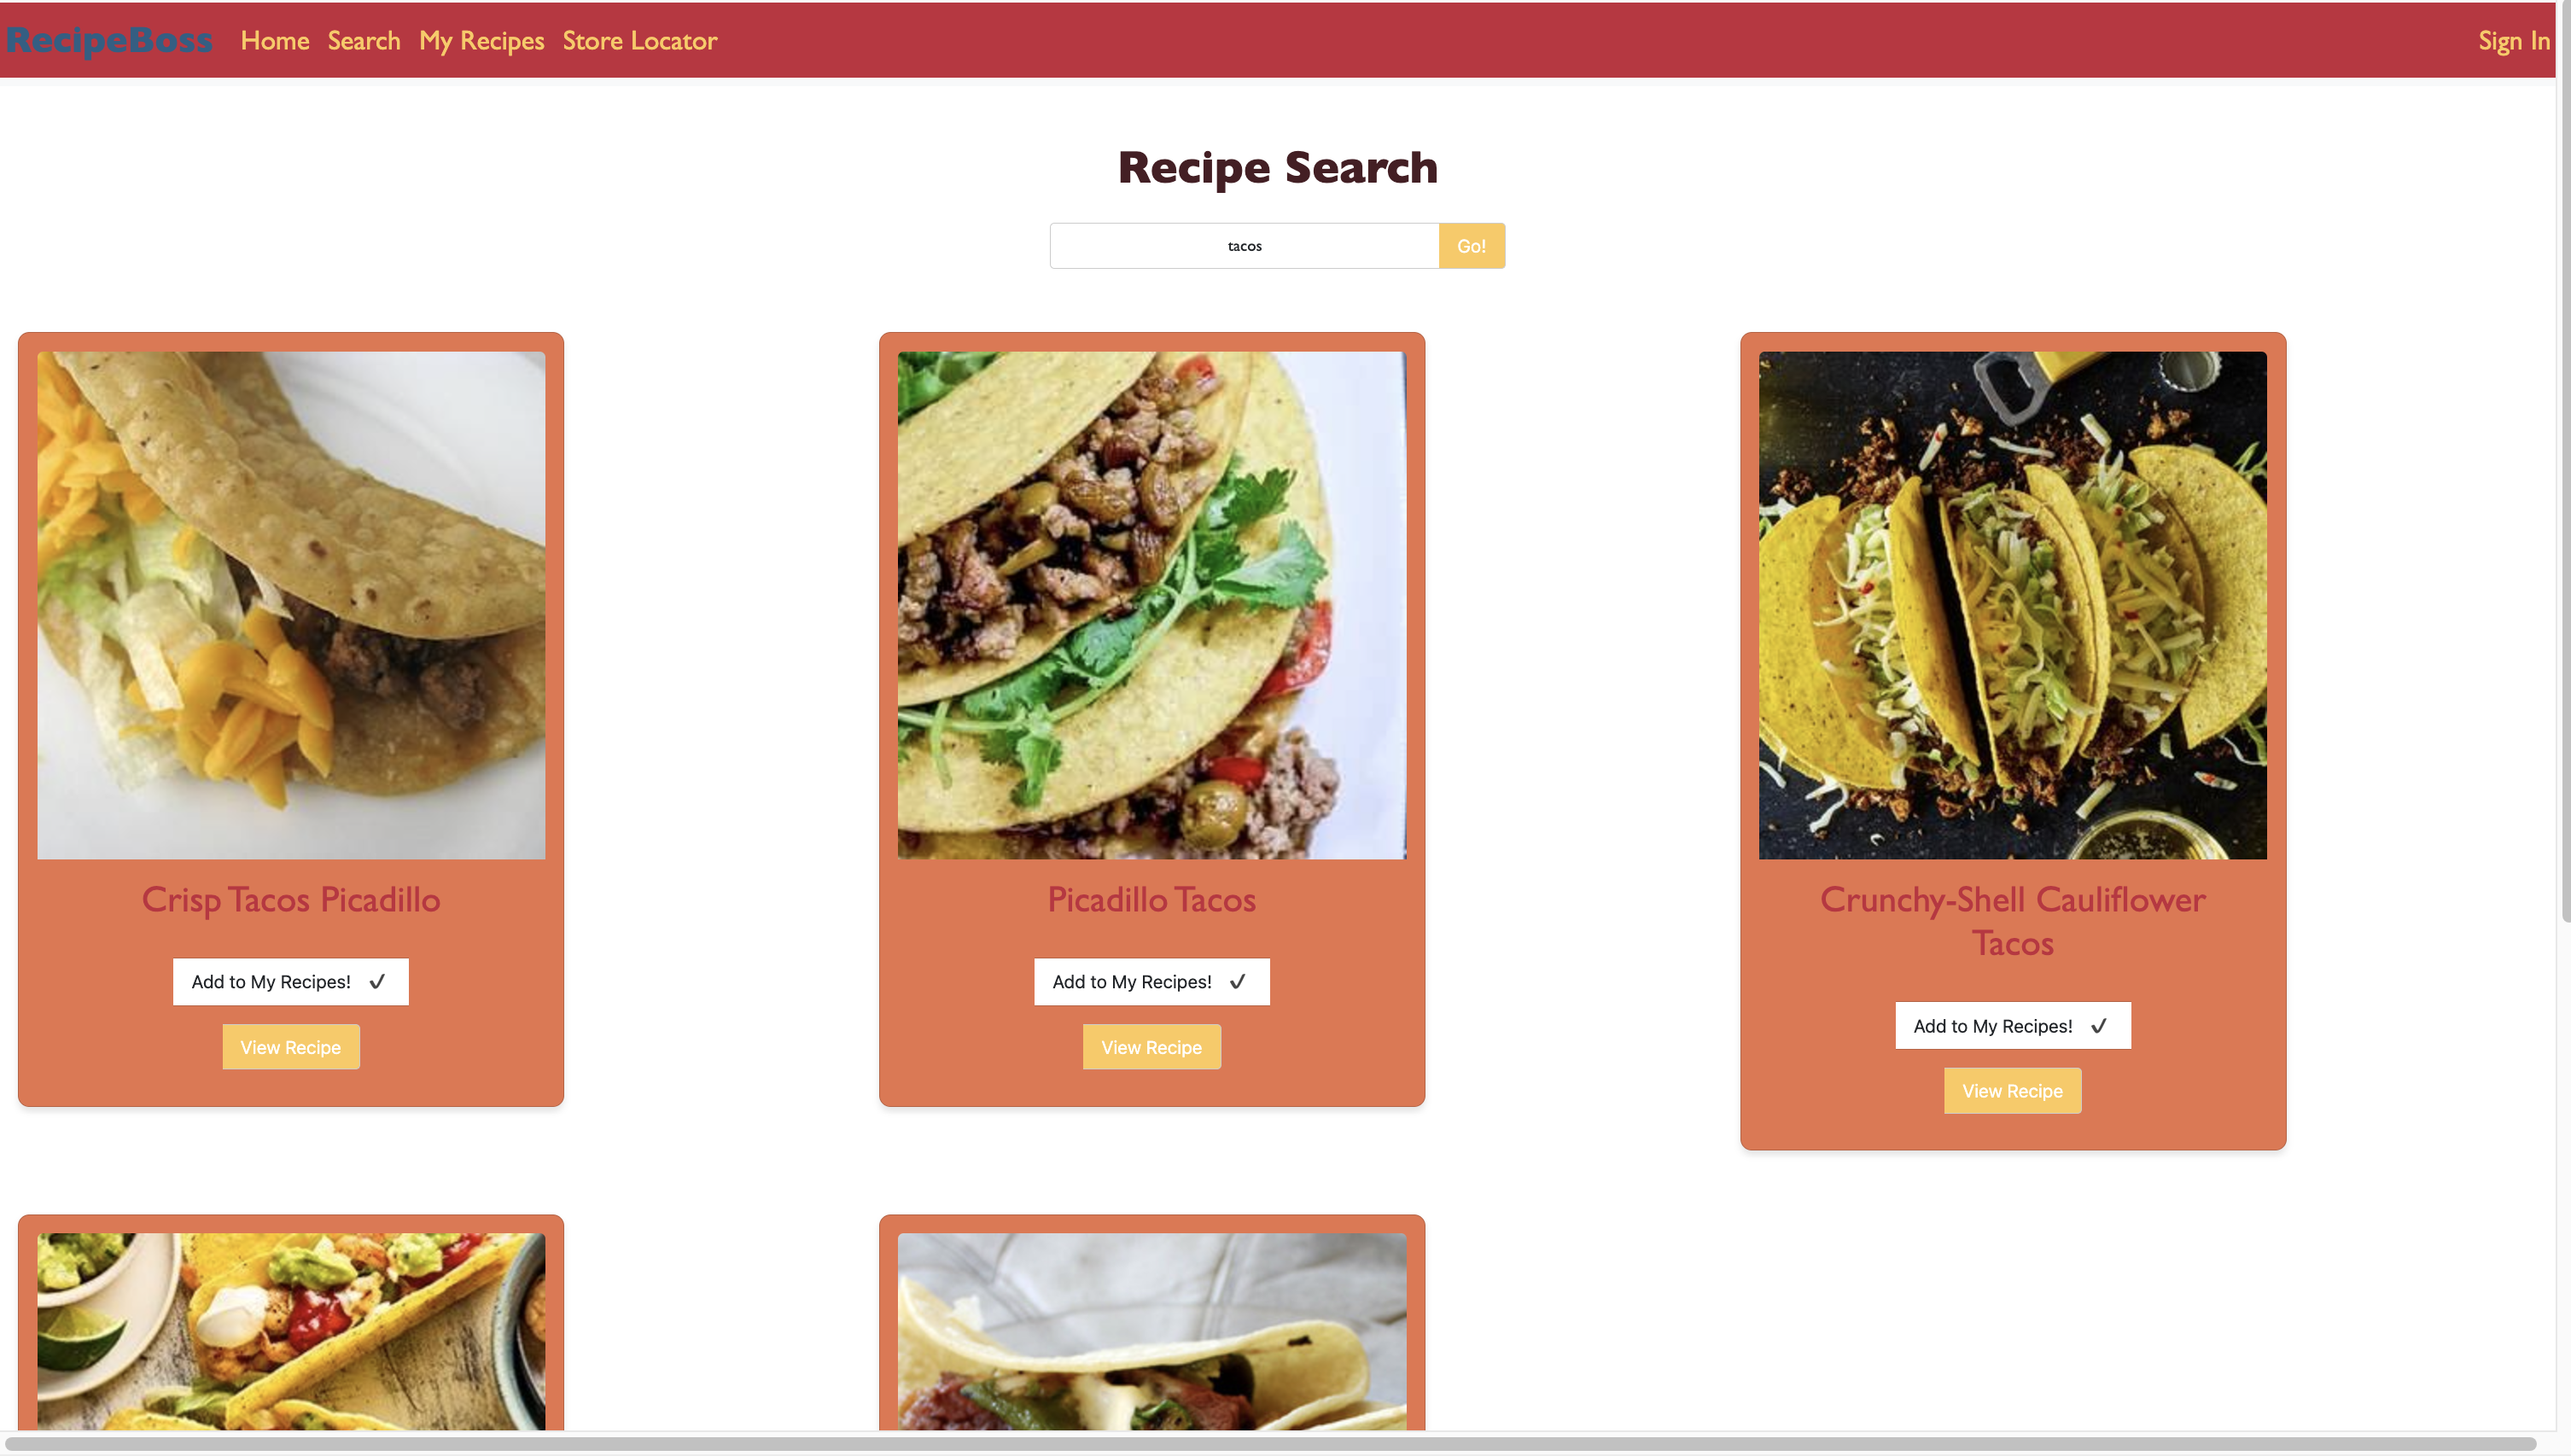 RecipeBoss Home Search My Recipes Store Locator Sign In
Recipe Search
tacos Go!
Crisp Tacos Picadillo
Add to My Recipes! ✓
View Recipe
Picadillo Tacos
Add to My Recipes! ✓
View Recipe
Crunchy-Shell Cauliflower
Tacos
Add to My Recipes! ✓
View Recipe